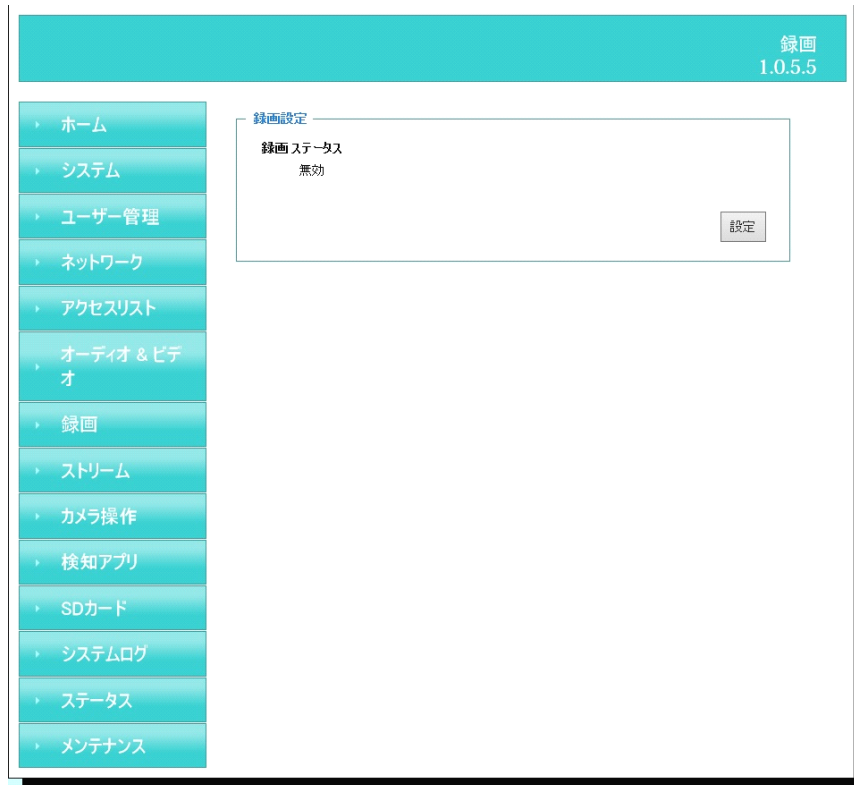 録画
1.0.5.5
ホーム
システム
ユーザー管理
ネットワーク
アクセスリスト
オーディオ & ビデ
オ
録画
ストリーム
カメラ操作
検知アプリ
SDカード
システムログ
ステータス
メンテナンス
録画設定
録画 ステータス
無効
設定